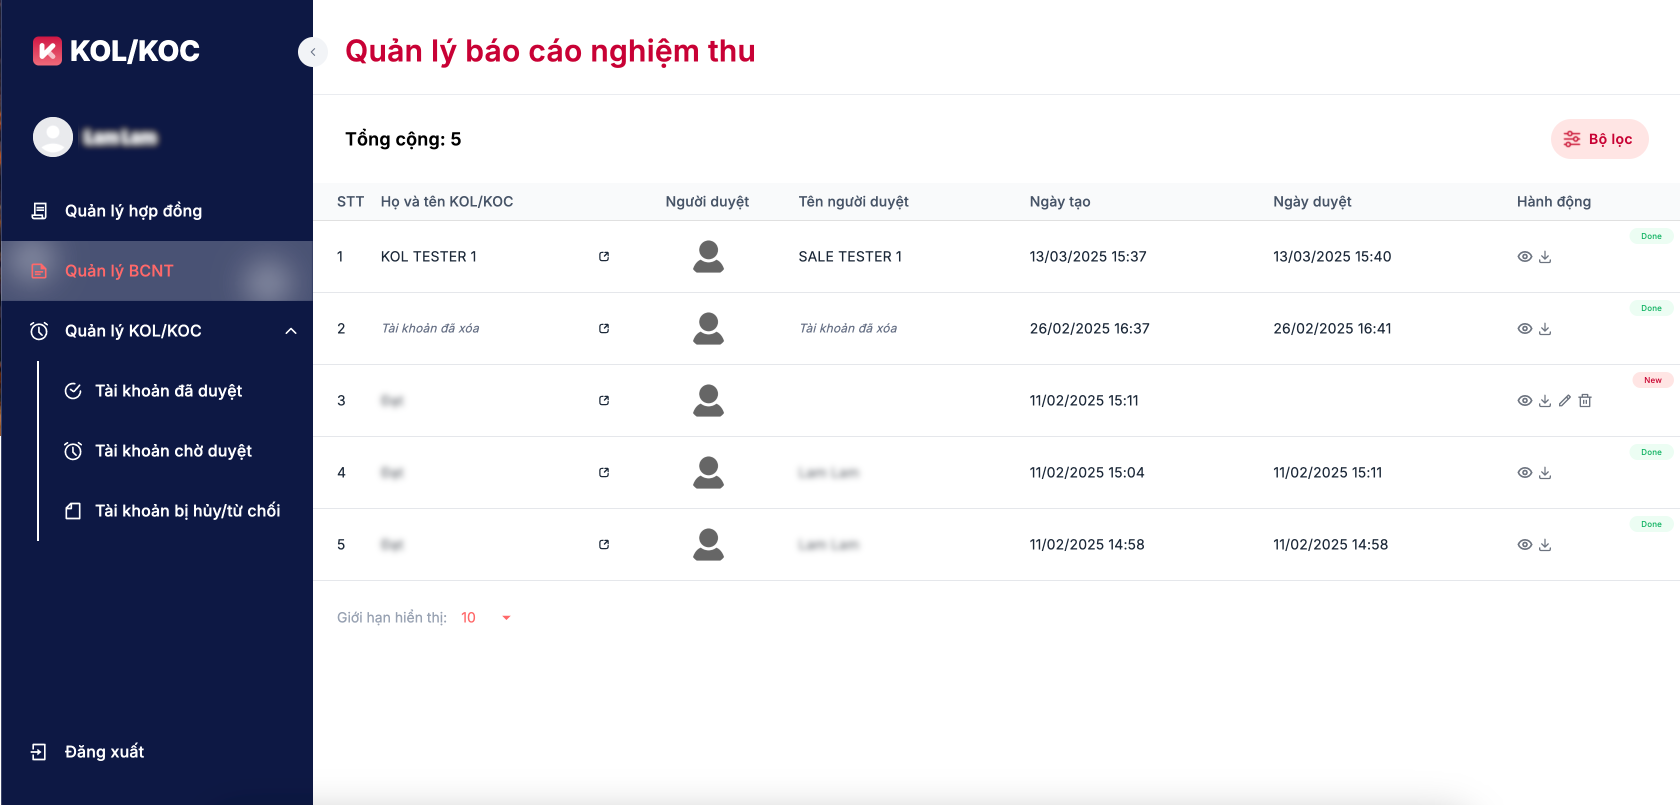 KOL/KOC
Quản lý hợp đồng
Quản lý BCNT
Quản lý KOL/KOC
Tài khoản đã duyệt
Tài khoản chờ duyệt
Tài khoản bị hủy/từ chối
Đăng xuất
Quản lý báo cáo nghiệm thu
Tổng cộng: 5
Bộ lọc
STT Họ và tên KOL/KOC Người duyệt Tên người duyệt Ngày tạo Ngày duyệt Hành động
Done
1 KOL TESTER 1 SALE TESTER 1 13/03/2025 15:37 13/03/2025 15:40
Done
2 Tài khoản đã xóa Tài khoản đã xóa 26/02/2025 16:37 26/02/2025 16:41
New
3 11/02/2025 15:11
Done
4 11/02/2025 15:04 11/02/2025 15:11
Done
5 11/02/2025 14:58 11/02/2025 14:58
Giới hạn hiển thị: 10